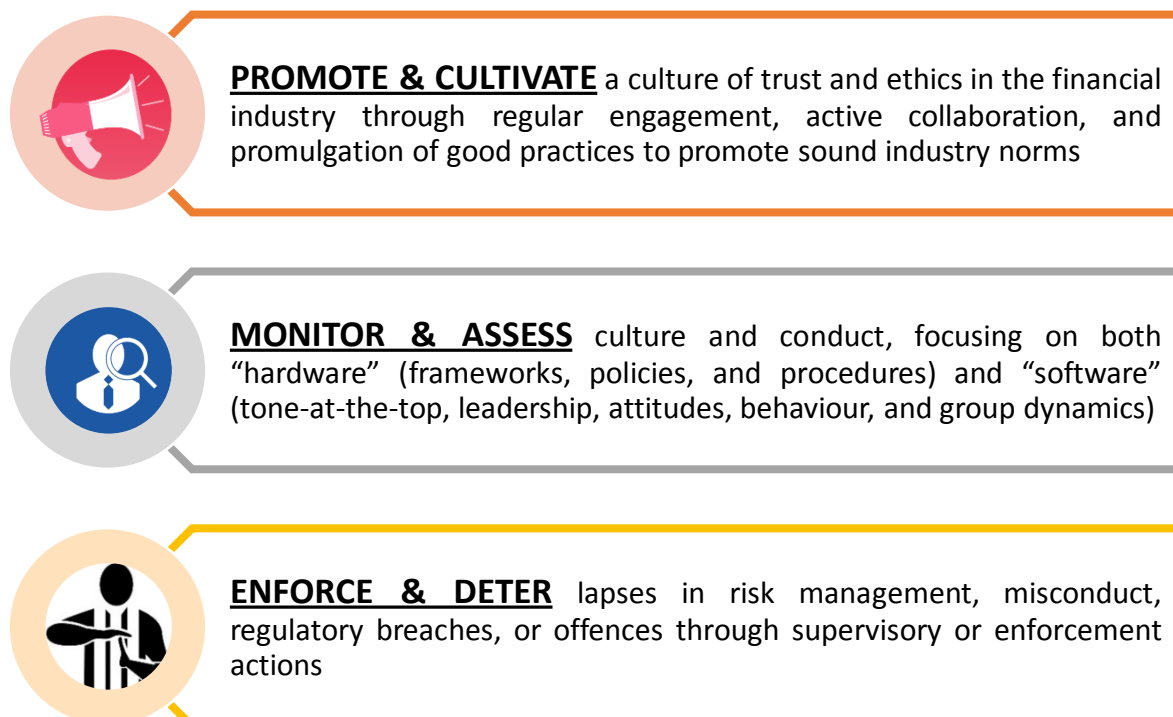 PROMOTE & CULTIVATE a culture of trust and ethics in the financial
industry through regular engagement, active collaboration, and
promulgation of good practices to promote sound industry norms
MONITOR & ASSESS culture and conduct, focusing on both
“hardware” (frameworks, policies, and procedures) and “software”
(tone-at-the-top, leadership, attitudes, behaviour, and group dynamics)
ENFORCE & DETER lapses in risk management, misconduct,
regulatory breaches, or offences through supervisory or enforcement
actions